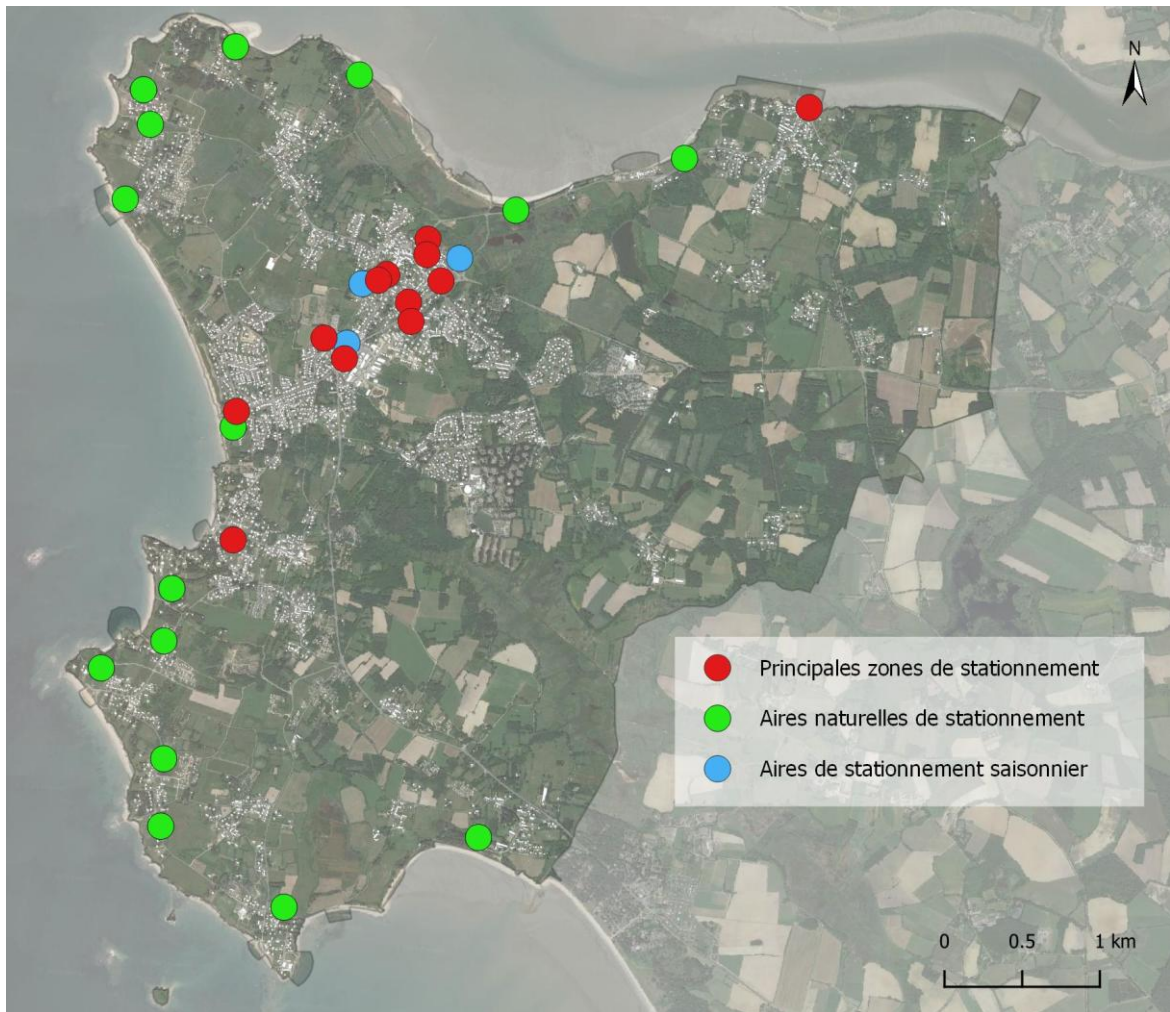 N
Principales zones de stationnement
Aires naturelles de stationnement
Aires de stationnement saisonnier
0 0.5 1 km